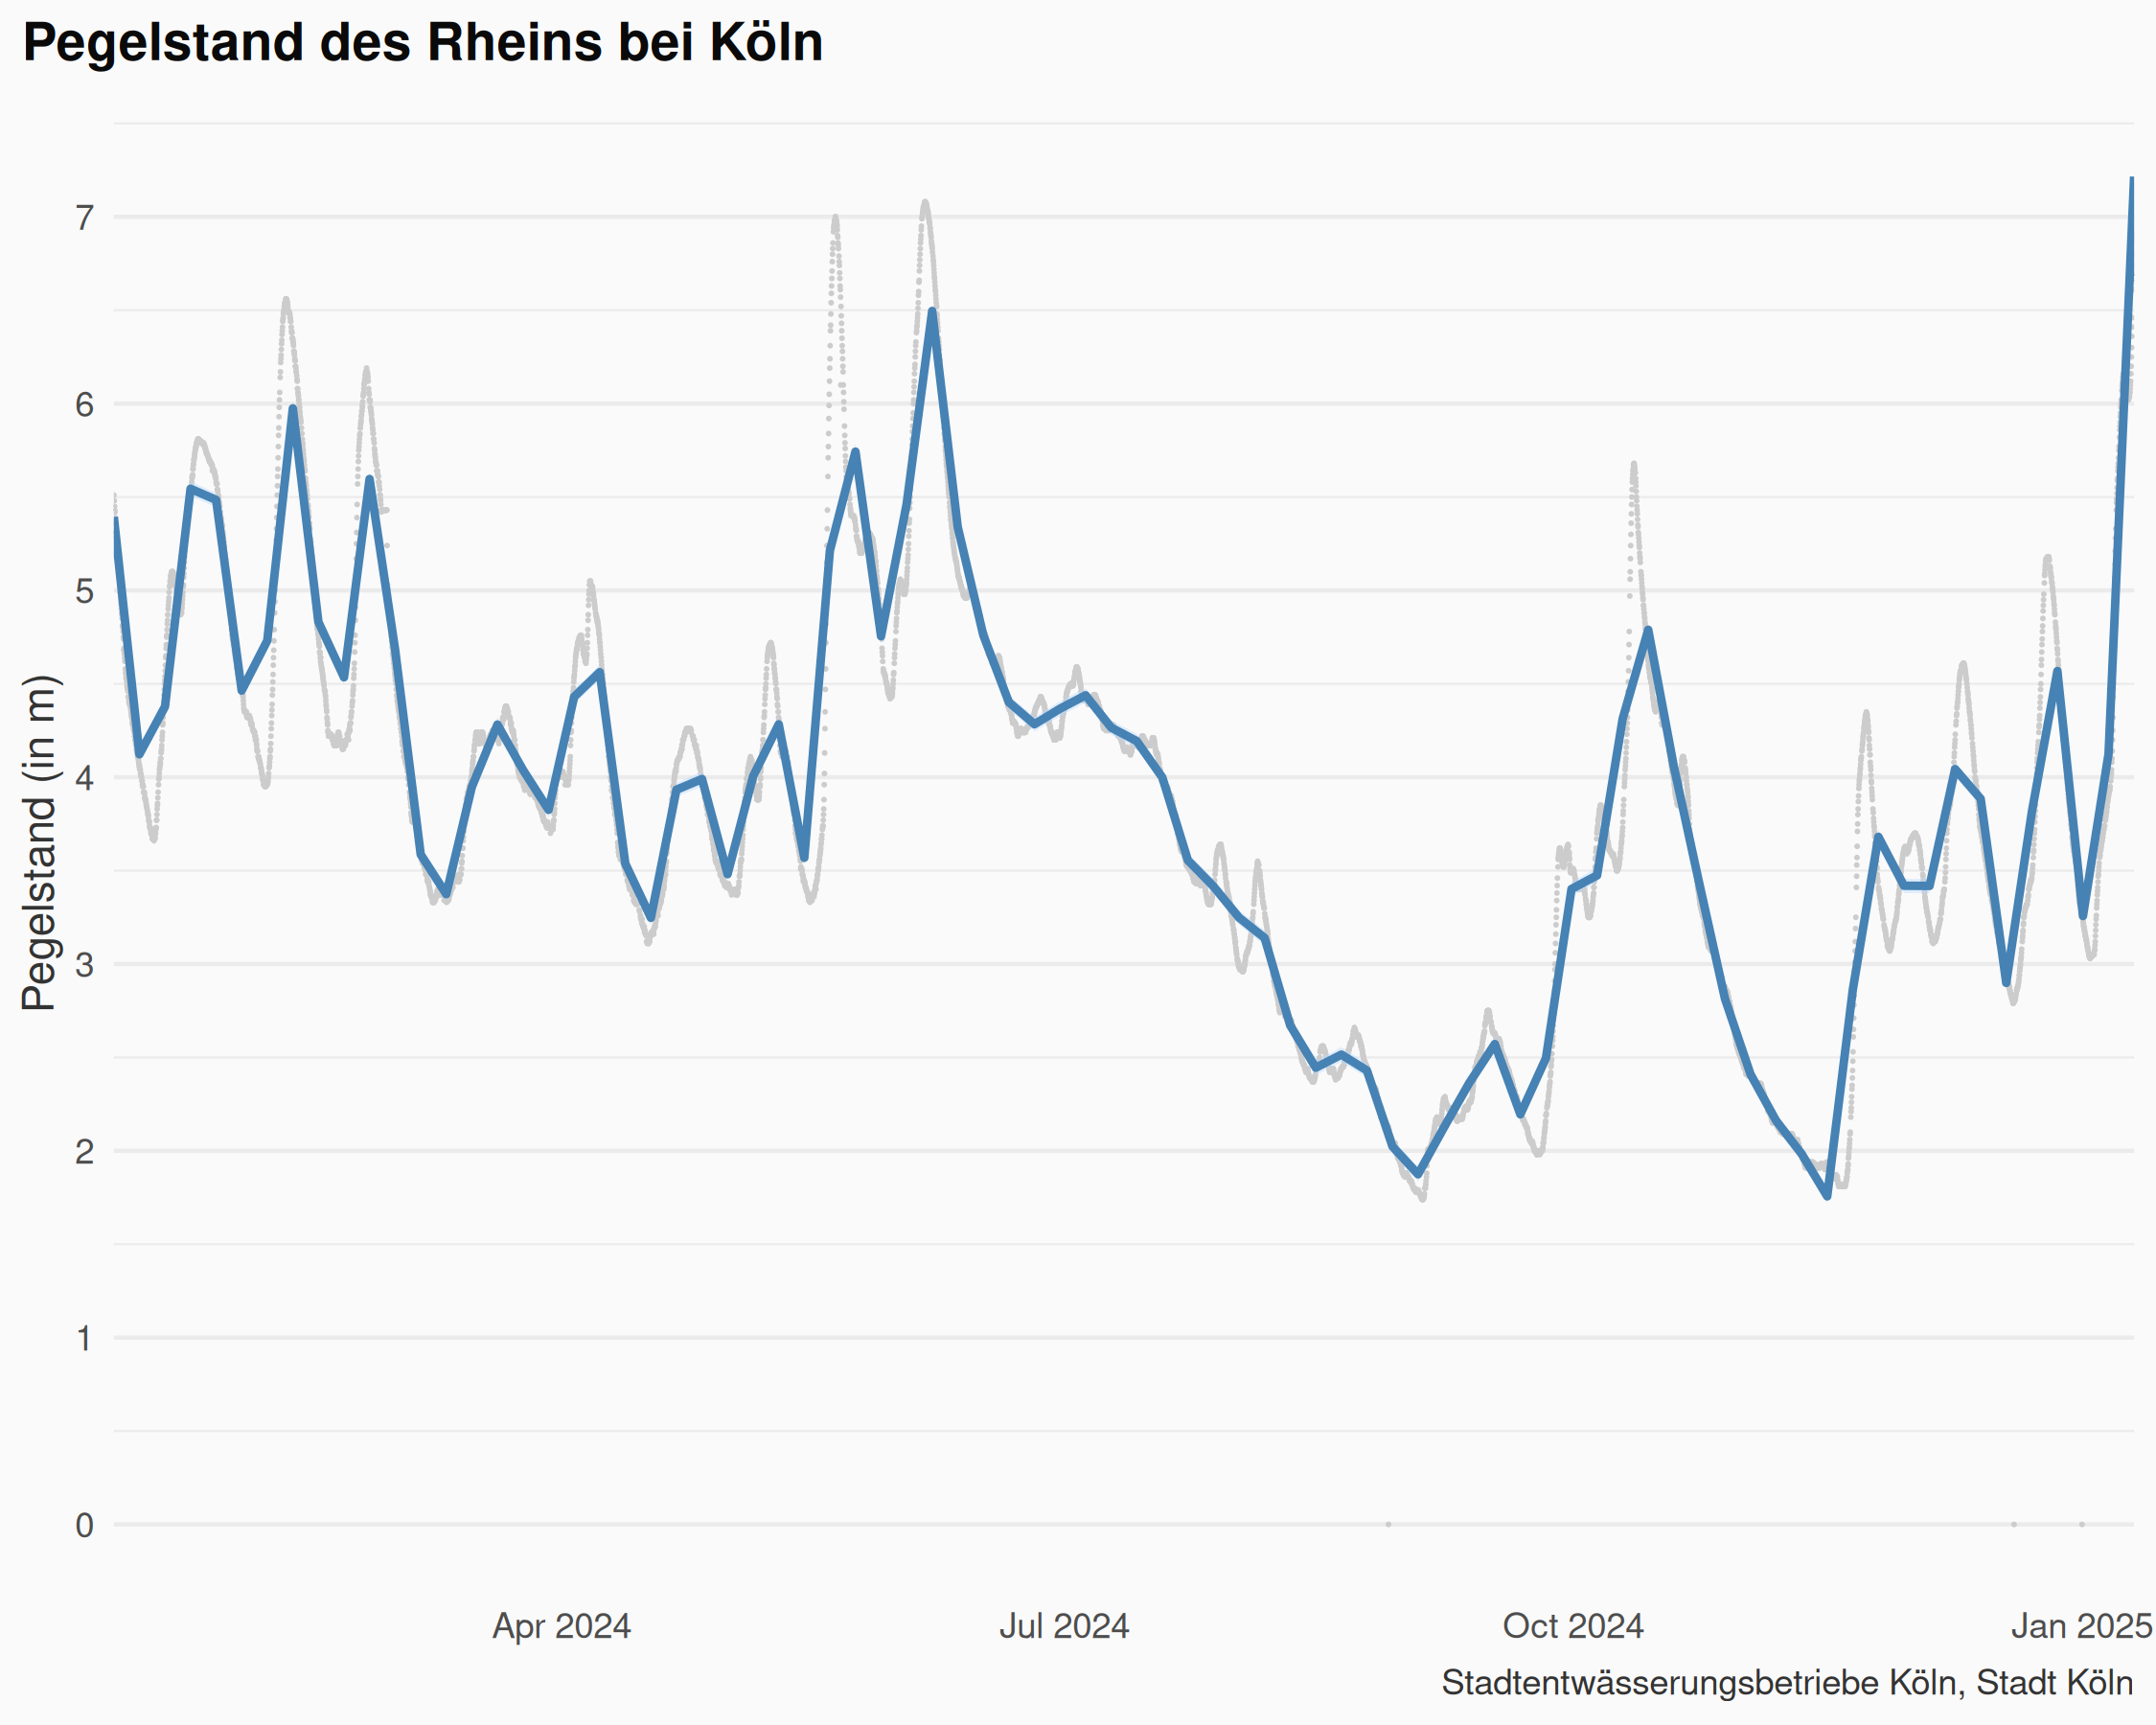 Pegelstand des Rheins bei Köln
Pegelstand (in m)
7
6
5
4
3
2
1
0
Apr 2024 Jul 2024 Oct 2024 Jan 2025
Stadtentwässerungsbetriebe Köln, Stadt Köln